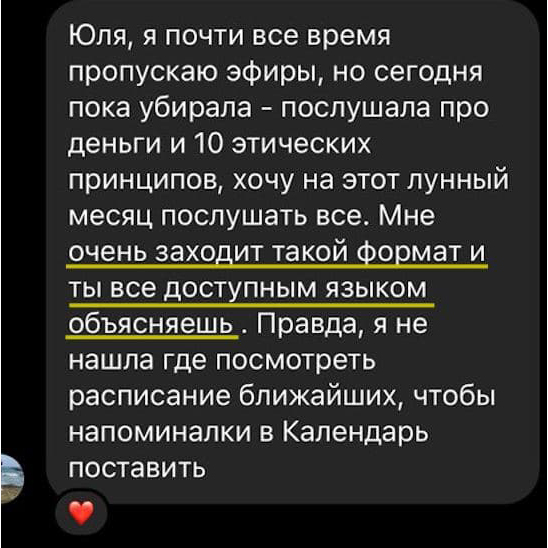 Юля, я почти все время
пропускаю эфиры, но сегодня
пока убирала - послушала про
деньги и 10 этических
принципов, хочу на этот лунный
месяц послушать все. Мне
очень заходит такой формат и
ты все доступным языком
объясняешь . Правда, я не
нашла где посмотреть
расписание ближайших, чтобы
напоминалки в Календарь
поставить